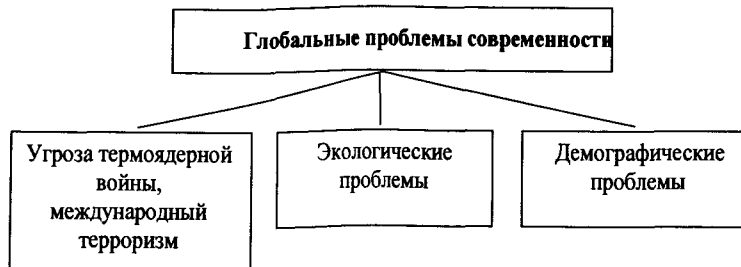 Глобальные проблемы современности
Угроза термоядерной
войны,
международный
терроризм
Экологические
проблемы
Демографические
проблемы